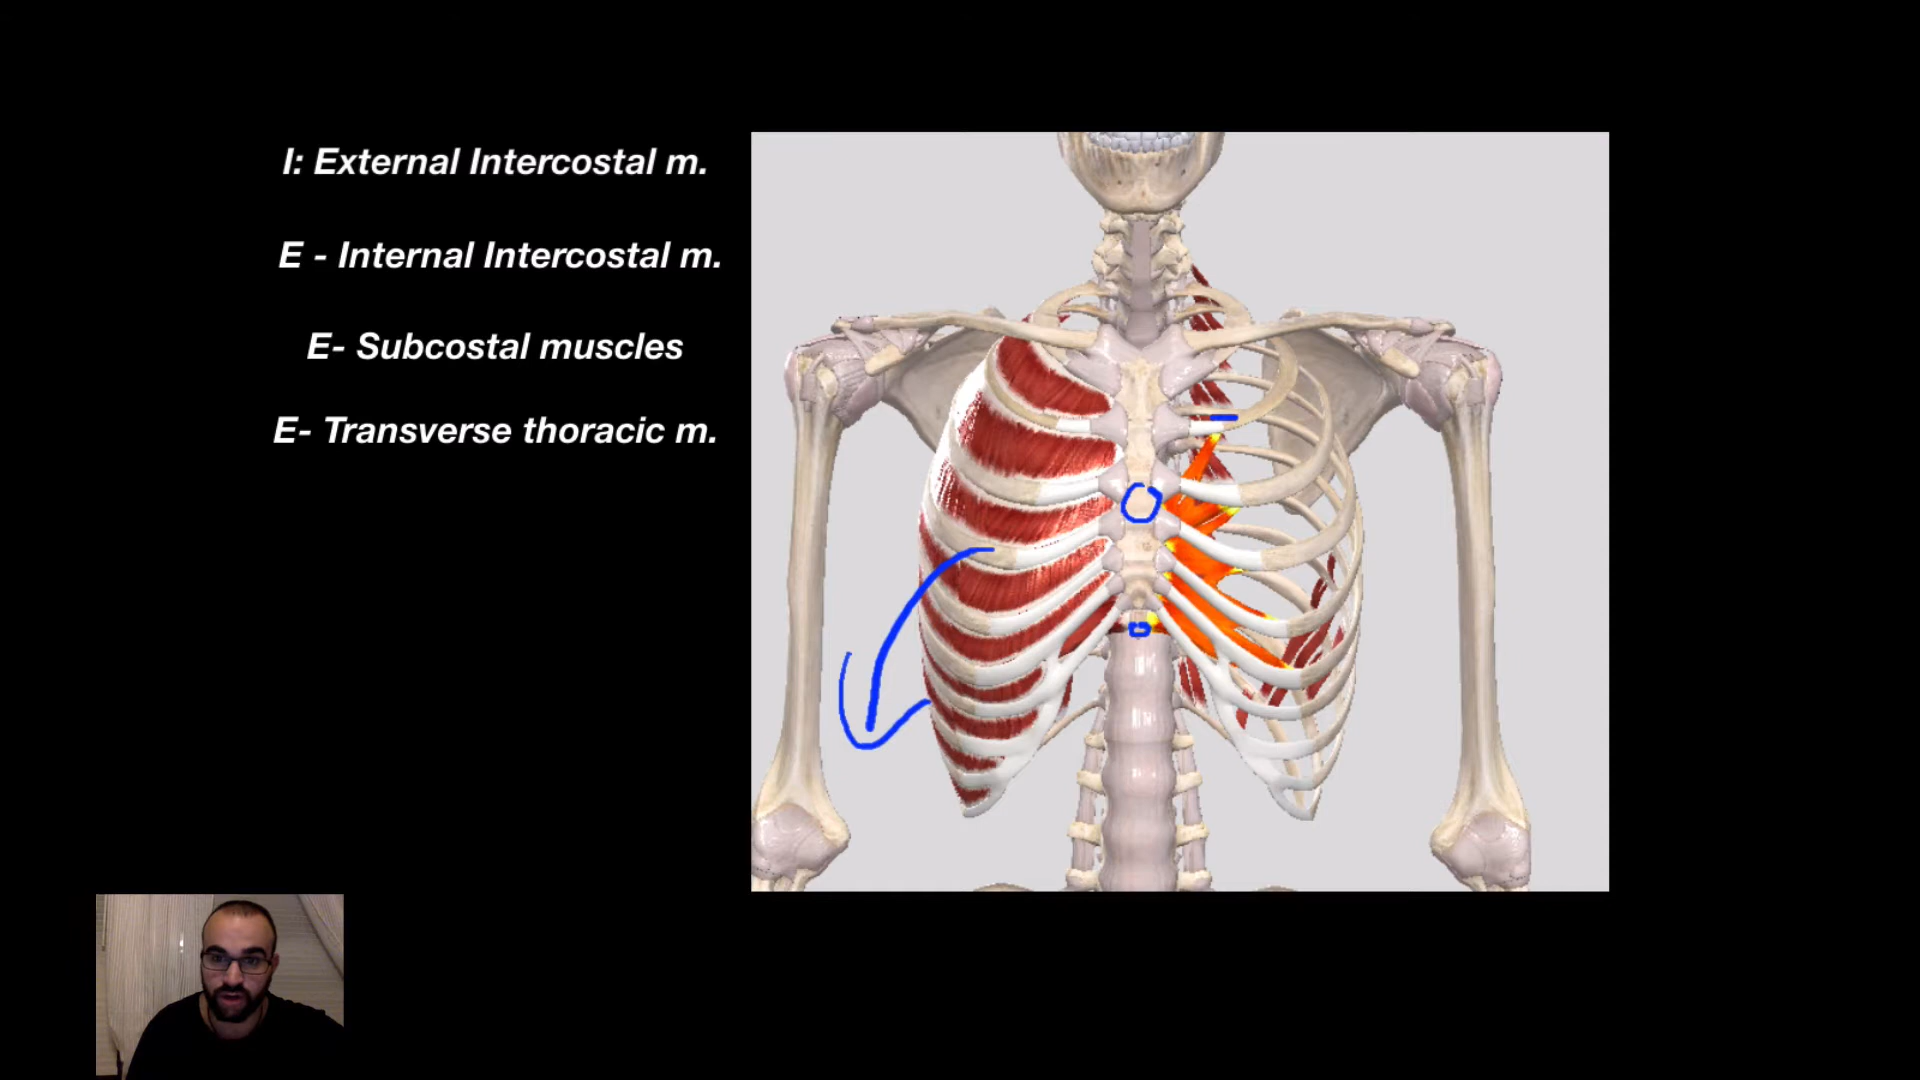 I: External Intercostal m.
E - Internal Intercostal m.
E- Subcostal muscles
E- Transverse thoracic m.